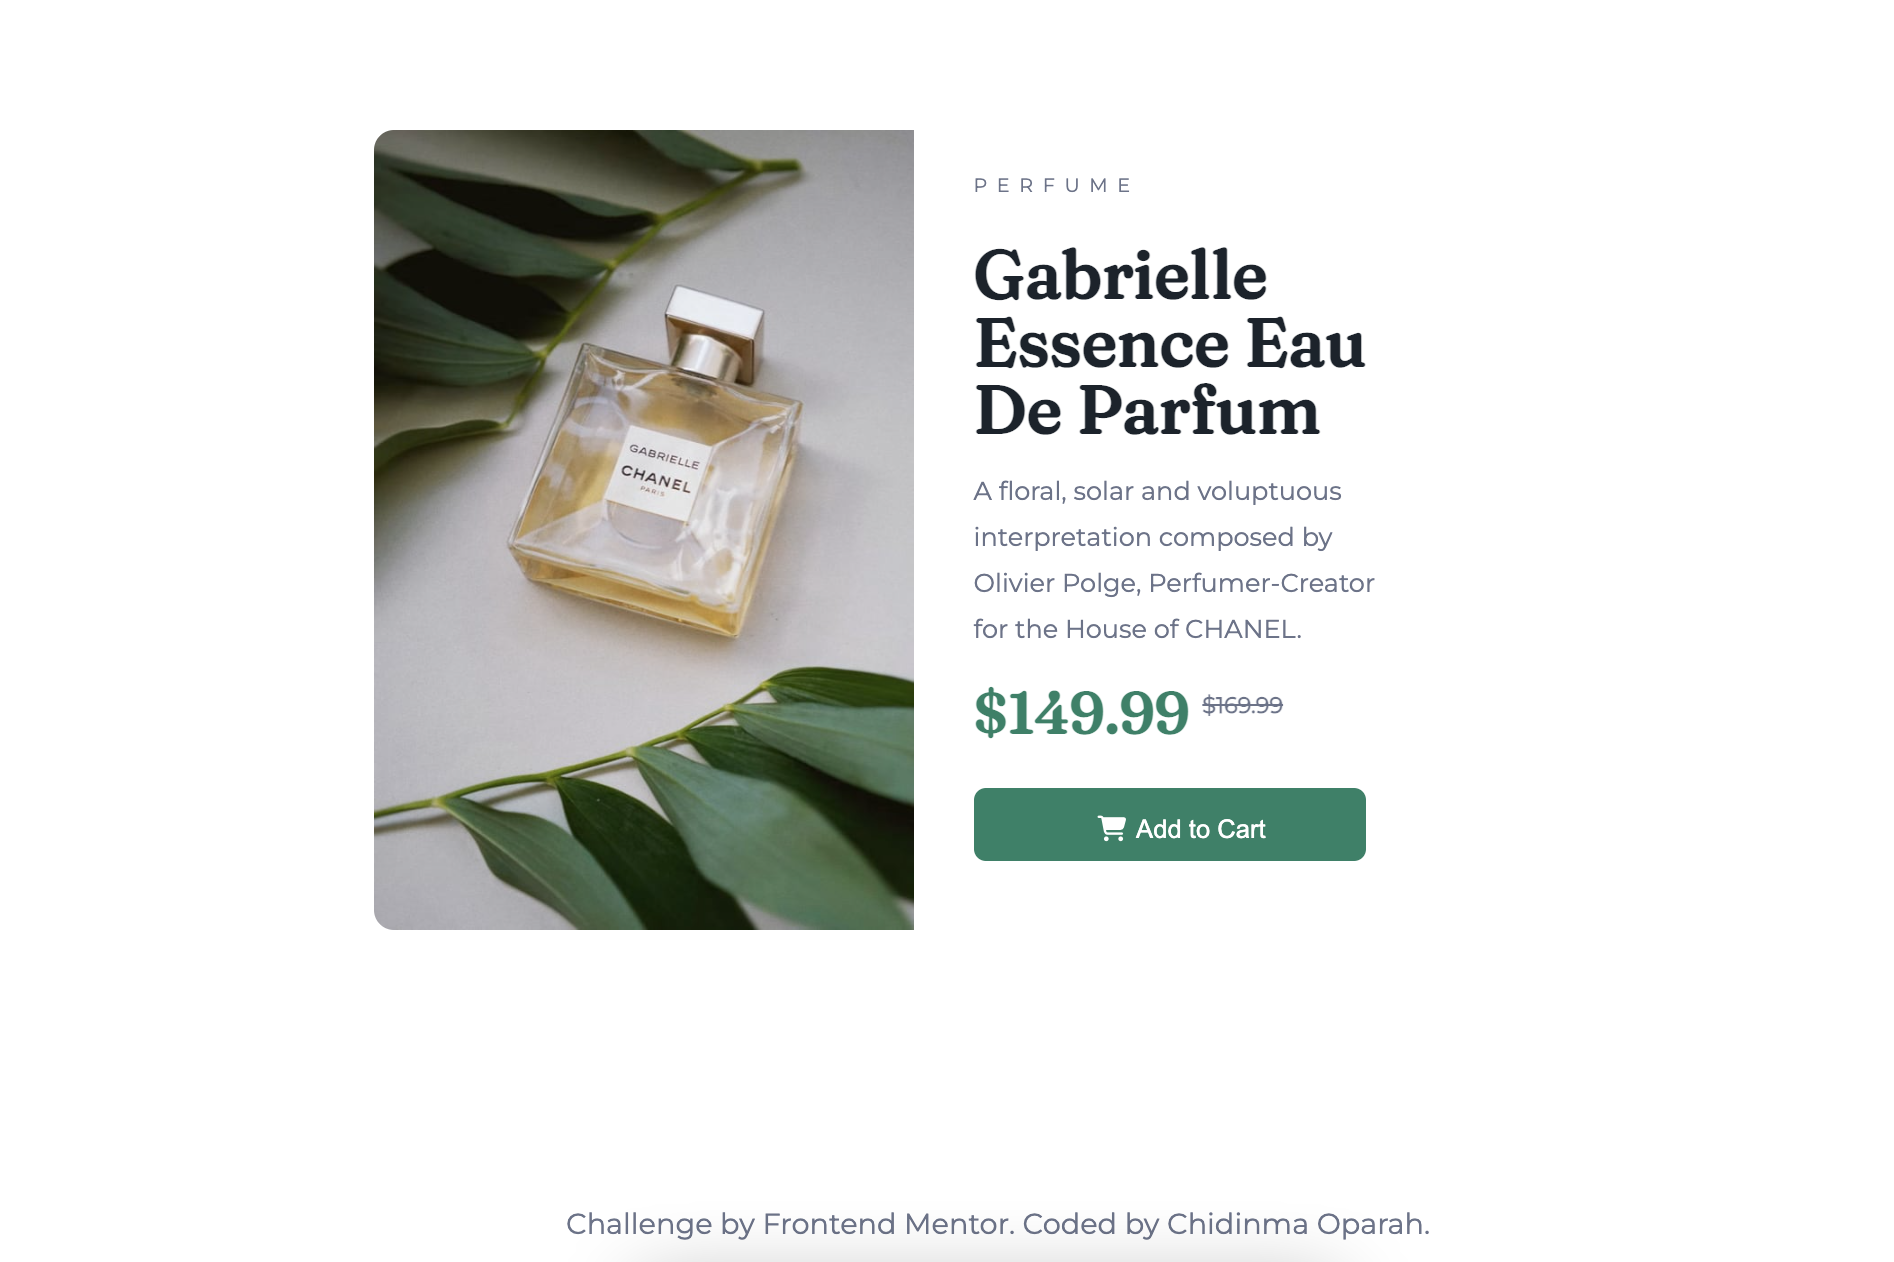 GABRIELLE
CHANEL
PARIS
PERFUME
Gabrielle
Essence Eau
De Parfum
A floral, solar and voluptuous
interpretation composed by
Olivier Polge, Perfumer-Creator
for the House of CHANEL.
$149.99 $169.99
Add to Cart
Challenge by Frontend Mentor. Coded by Chidinma Oparah.